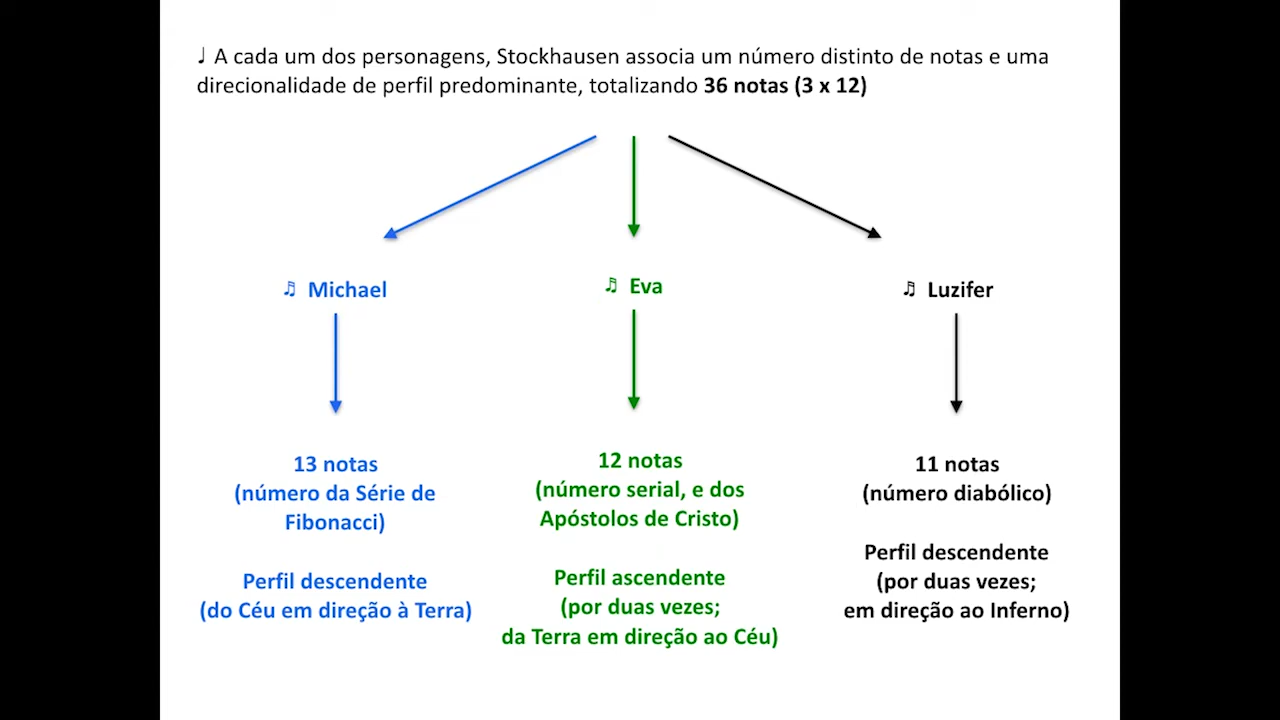 ♩ A cada um dos personagens, Stockhausen associa um número distinto de notas e uma
direcionalidade de perfil predominante, totalizando 36 notas (3 x 12)
♬ Michael
♬ Eva
♬ Luzifer
13 notas
(número da Série de
Fibonacci)
Perfil descendente
(do Céu em direção à Terra)
12 notas
(número serial, e dos
Apóstolos de Cristo)
Perfil ascendente
(por duas vezes;
da Terra em direção ao Céu)
11 notas
(número diabólico)
Perfil descendente
(por duas vezes;
em direção ao Inferno)